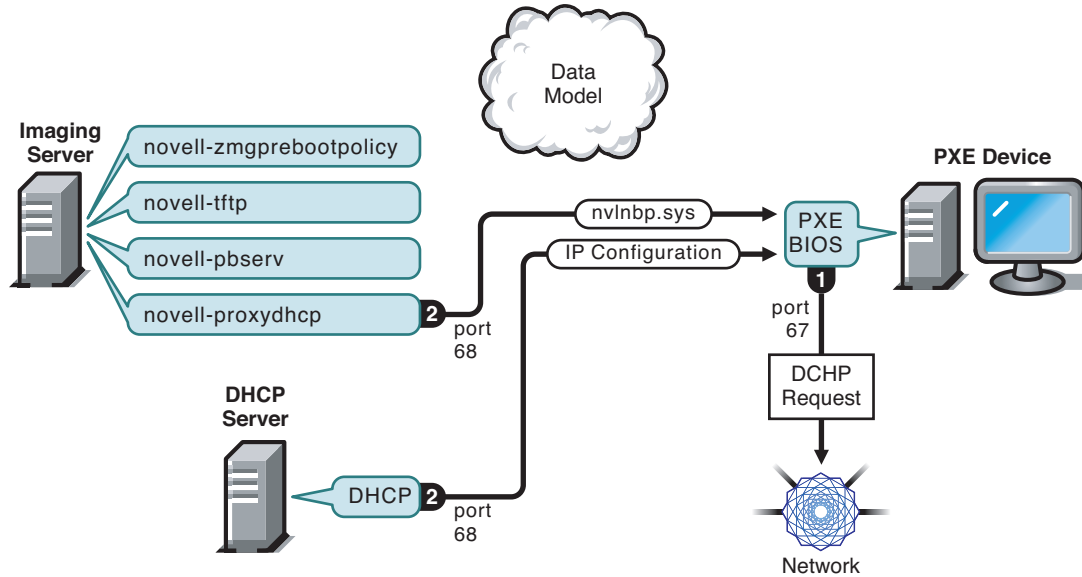 Data
Model
Imaging
Server
novell-zmgprebootpolicy
novell-tftp
novell-pbserv
novell-proxydhcp
2
port
68
nvlnbp.sys
IP Configuration
PXE
BIOS
1
port
67
PXE Device
DCHP
Request
Network
DHCP
Server
DHCP
2
port
68